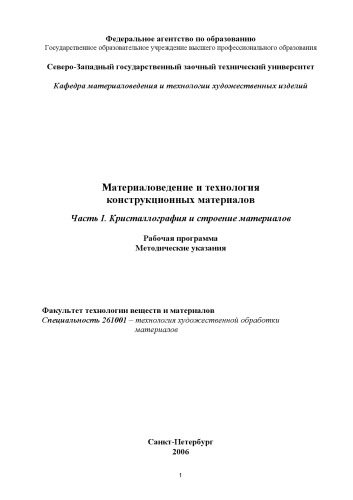 Федеральное агентство по образованию
Государственное образовательное учреждение высшего профессионального образования
Северо-Западный государственный заочный технический университет
Кафедра материаловедения и технологии художественных изделий
Материаловедение и технология
конструкционных материалов
Часть I. Кристаллография и строение материалов
Рабочая программа
Методические указания
Факультет технологии веществ и материалов
Специальность 261001 – технология художественной обработки
материалов
Санкт-Петербург
2006
1